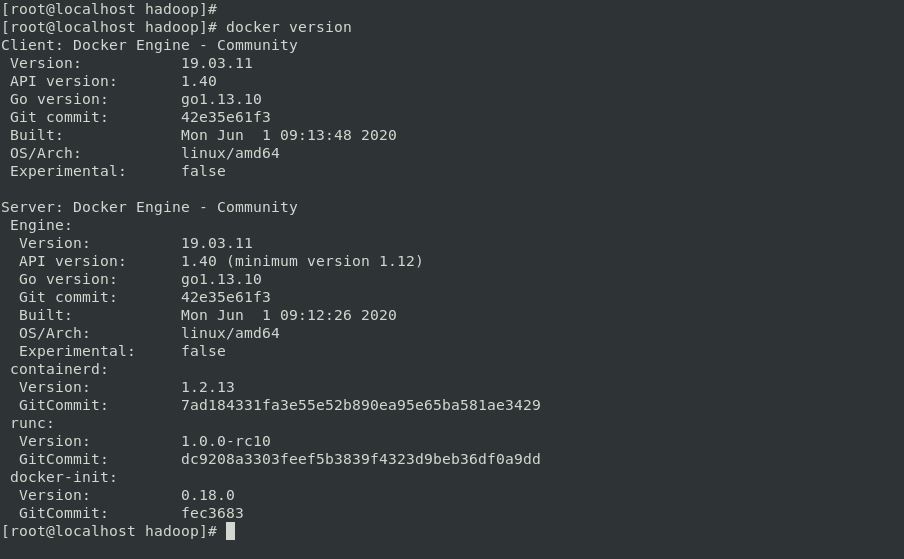 [root@localhost hadoop]#
[root@localhost hadoop]# docker version
Client: Docker Engine - Community
 Version:           19.03.11
 API version:       1.40
 Go version:        go1.13.10
 Git commit:        42e35e61f3
 Built:             Mon Jun  1 09:13:48 2020
 OS/Arch:           linux/amd64
 Experimental:      false

Server: Docker Engine - Community
 Engine:
  Version:          19.03.11
  API version:      1.40 (minimum version 1.12)
  Go version:       go1.13.10
  Git commit:       42e35e61f3
  Built:            Mon Jun  1 09:12:26 2020
  OS/Arch:          linux/amd64
  Experimental:     false
 containerd:
  Version:          1.2.13
  GitCommit:        7ad184331fa3e55e52b890ea95e65ba581ae3429
 runc:
  Version:          1.0.0-rc10
  GitCommit:        dc9208a3303feef5b3839f4323d9beb36df0a9dd
 docker-init:
  Version:          0.18.0
  GitCommit:        fec3683
[root@localhost hadoop]#